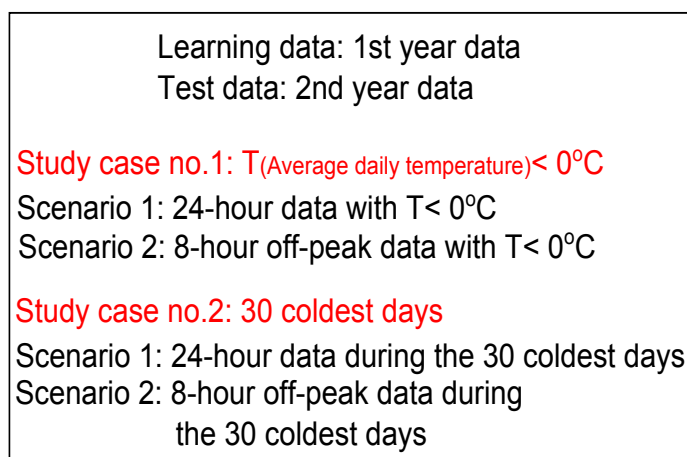 Learning data: 1st year data
Test data: 2nd year data
Study case no.1: T(Average daily temperature)< 0°C
Scenario 1: 24-hour data with T< 0°C
Scenario 2: 8-hour off-peak data with T< 0°C
Study case no.2: 30 coldest days
Scenario 1: 24-hour data during the 30 coldest days
Scenario 2: 8-hour off-peak data during
the 30 coldest days